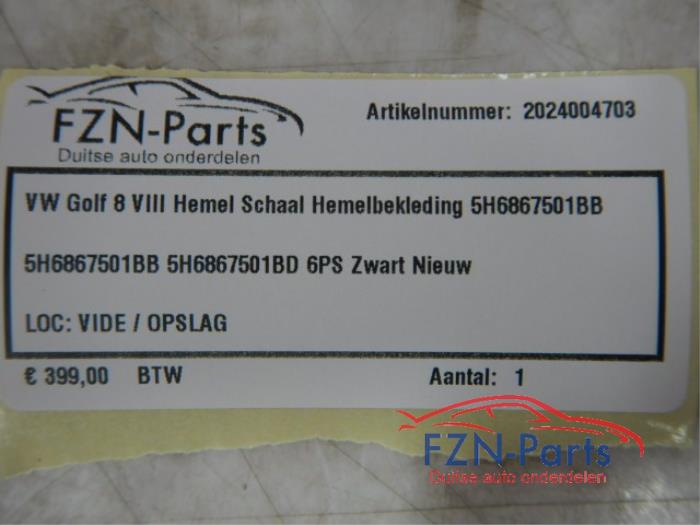 FZN-Parts
Duitse auto onderdelen
Artikelnummer: 2024004703
VW Golf 8 VIII Hemel Schaal Hemelbekleding 5H6867501BB
5H6867501BB 5H6867501BD 6PS Zwart Nieuw
LOC: VIDE / OPSLAG
€ 399,00 BTW Aantal: 1
FZN-Parts
Duitse auto onderdelen